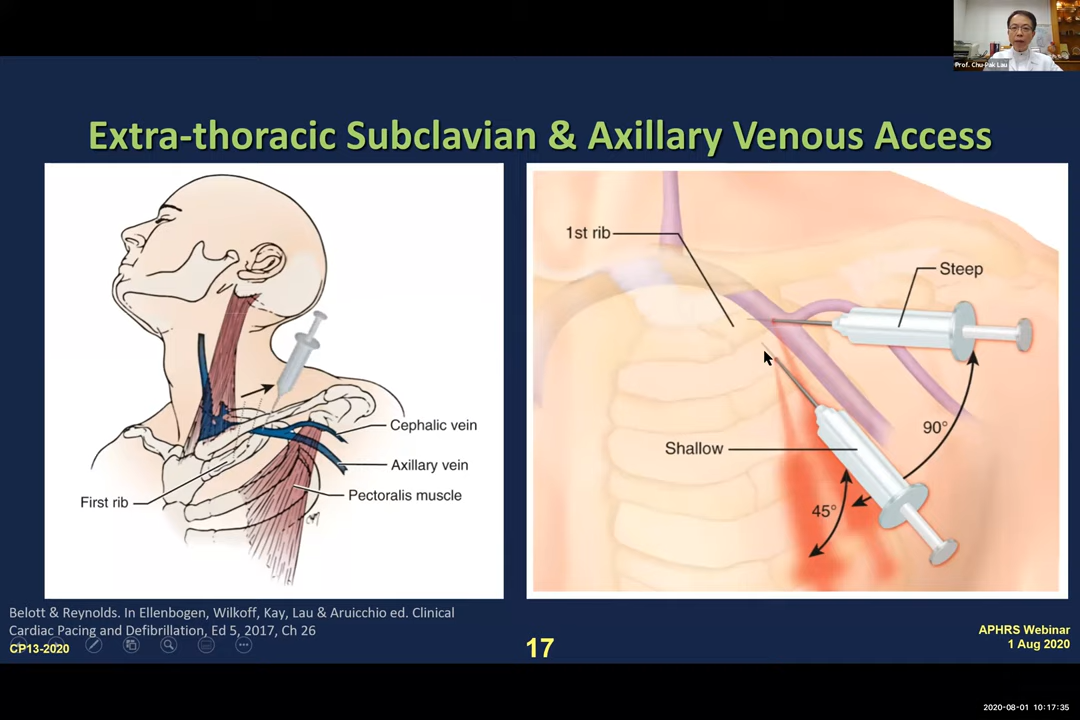 Prof. Chu-Pak Lau
Extra-thoracic Subclavian & Axillary Venous Access
Cephalic vein
Axillary vein
Pectoralis muscle
First rib
1st rib
Steep
Shallow
90°
45°
Belott & Reynolds. In Ellenbogen, Wilkoff, Kay, Lau & Aruicchio ed. Clinical
Cardiac Pacing and Defibrillation, Ed 5, 2017, Ch 26
CP13-2020
17
APHRS Webinar
1 Aug 2020
2020-08-01 10:17:35